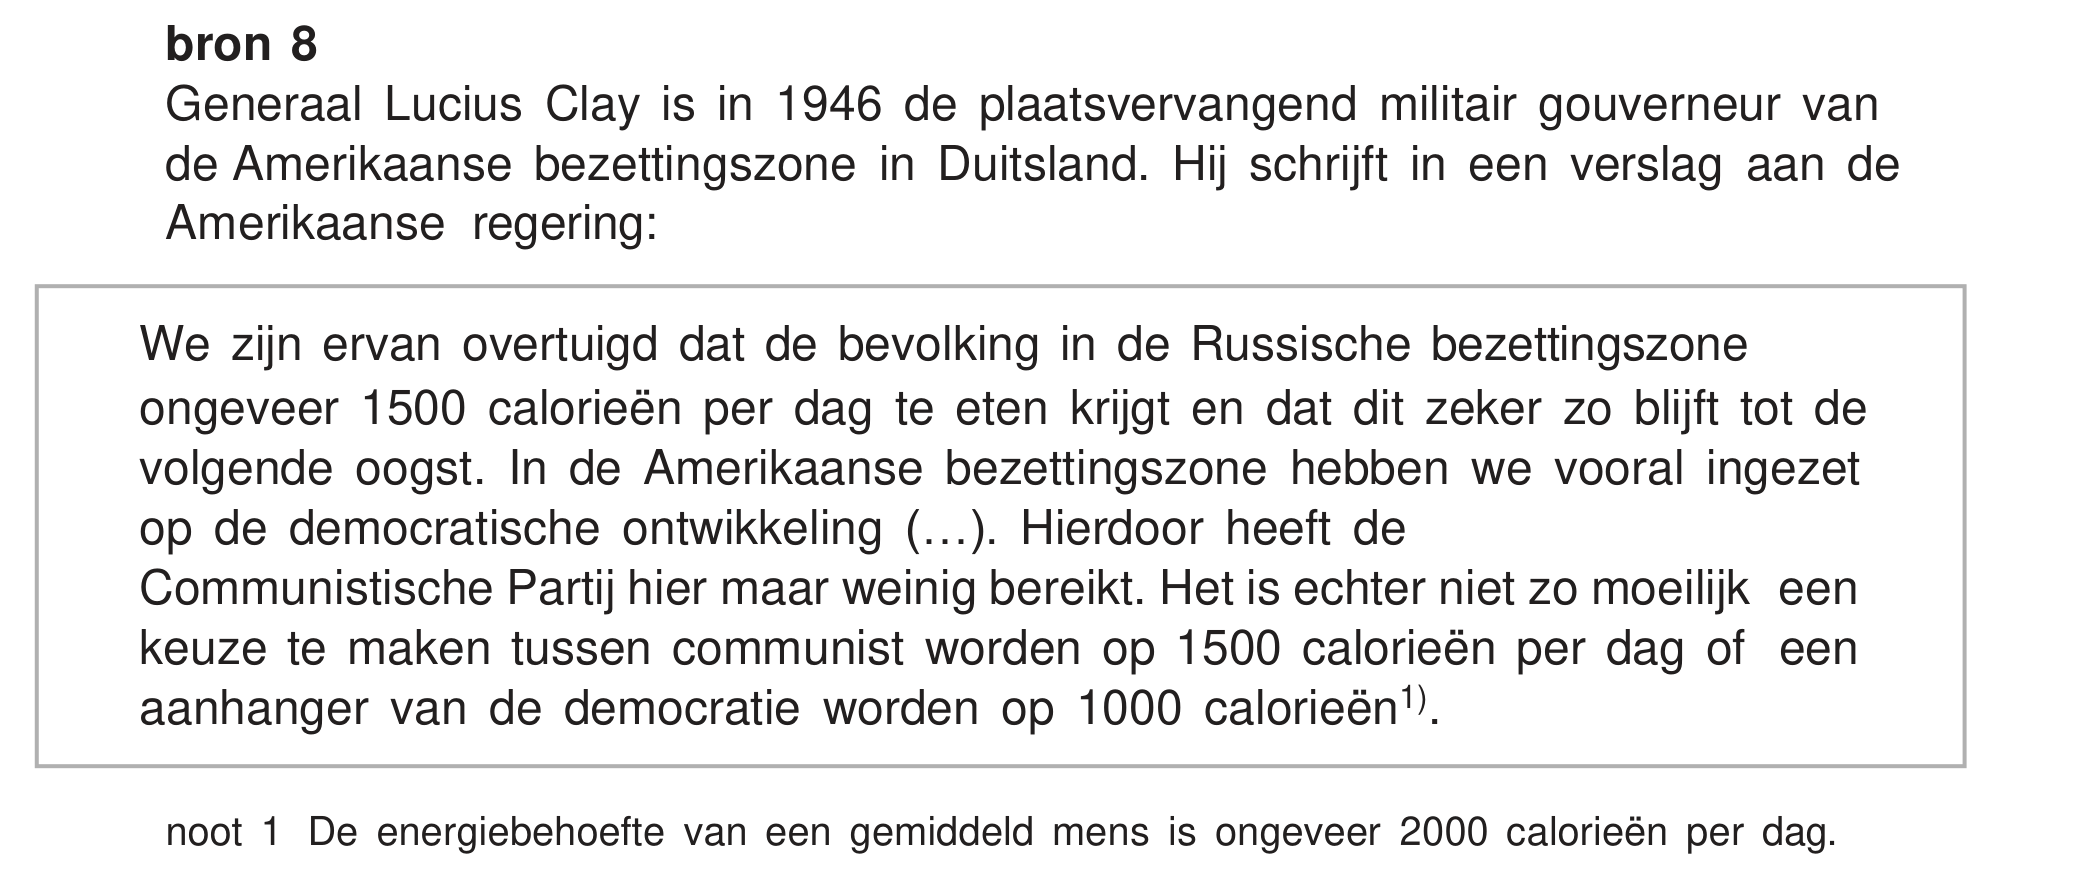 bron 8
Generaal Lucius Clay is in 1946 de plaatsvervangend militair gouverneur van
de Amerikaanse bezettingszone in Duitsland. Hij schrijft in een verslag aan de
Amerikaanse regering:
We zijn ervan overtuigd dat de bevolking in de Russische bezettingszone
ongeveer 1500 calorieën per dag te eten krijgt en dat dit zeker zo blijft tot de
volgende oogst. In de Amerikaanse bezettingszone hebben we vooral ingezet
op de democratische ontwikkeling (…). Hierdoor heeft de
Communistische Partij hier maar weinig bereikt. Het is echter niet zo moeilijk een
keuze te maken tussen communist worden op 1500 calorieën per dag of een
aanhanger van de democratie worden op 1000 calorieën1).
noot 1 De energiebehoefte van een gemiddeld mens is ongeveer 2000 calorieën per dag.